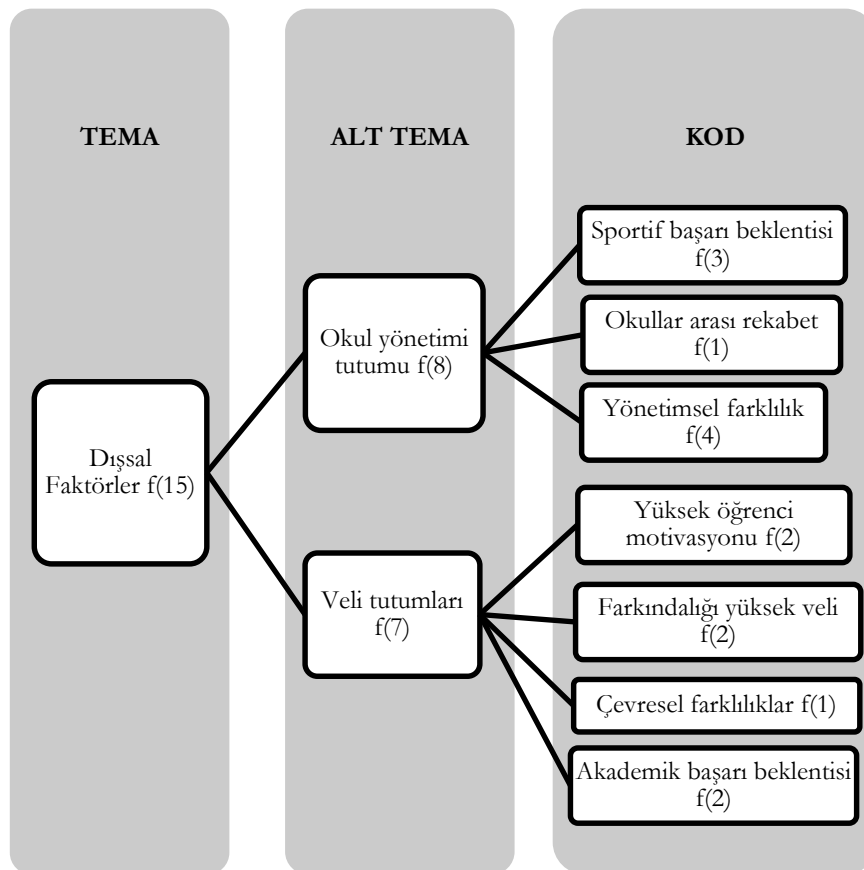 TEMA
ALT TEMA
KOD
Dışsal
Faktörler f(15)
Okul yönetimi
tutumu f(8)
Veli tutumları
f(7)
Sportif başarı beklentisi
f(3)
Okullar arası rekabet
f(1)
Yönetimsel farklılık
f(4)
Yüksek öğrenci
motivasyonu f(2)
Farkındalığı yüksek veli
f(2)
Çevresel farklılıklar f(1)
Akademik başarı beklentisi
f(2)